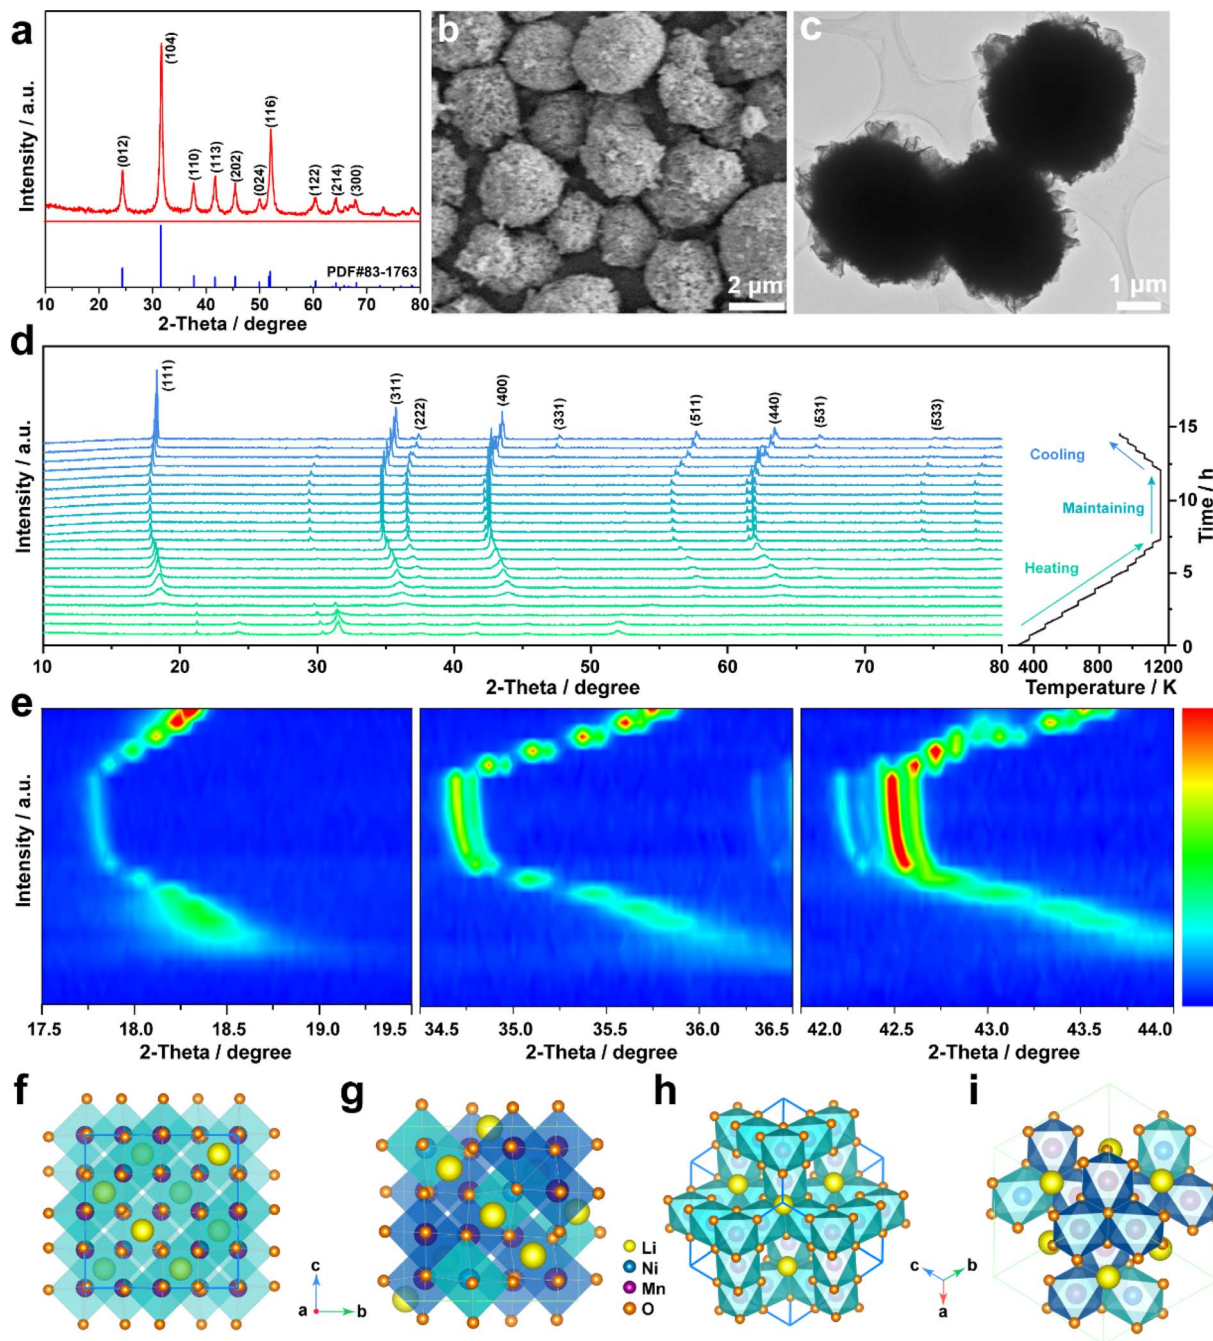 a
Intensity / a.u.
(012)
(104)
(110)
(113)
(202)
(024)
(116)
(122)
(214)
(300)
PDF#83-1763
10 20 30 40 50 60 70 80
2-Theta / degree
b
2 μm
c
1 μm
d
Intensity / a.u.
(111)
(311)
(222)
(400)
(331)
(511)
(440)
(531)
(533)
10 20 30 40 50 60 70 80
2-Theta / degree
Cooling
Maintaining
Heating
15
10
5
0
Time / h
400 800 1200
Temperature / K
e
Intensity / a.u.
17.5 18.0 18.5 19.0 19.5
2-Theta / degree
34.5 35.0 35.5 36.0 36.5
2-Theta / degree
42.0 42.5 43.0 43.5 44.0
2-Theta / degree
f
c
a
b
g
h
Li
Ni
Mn
O
i
c
b
a